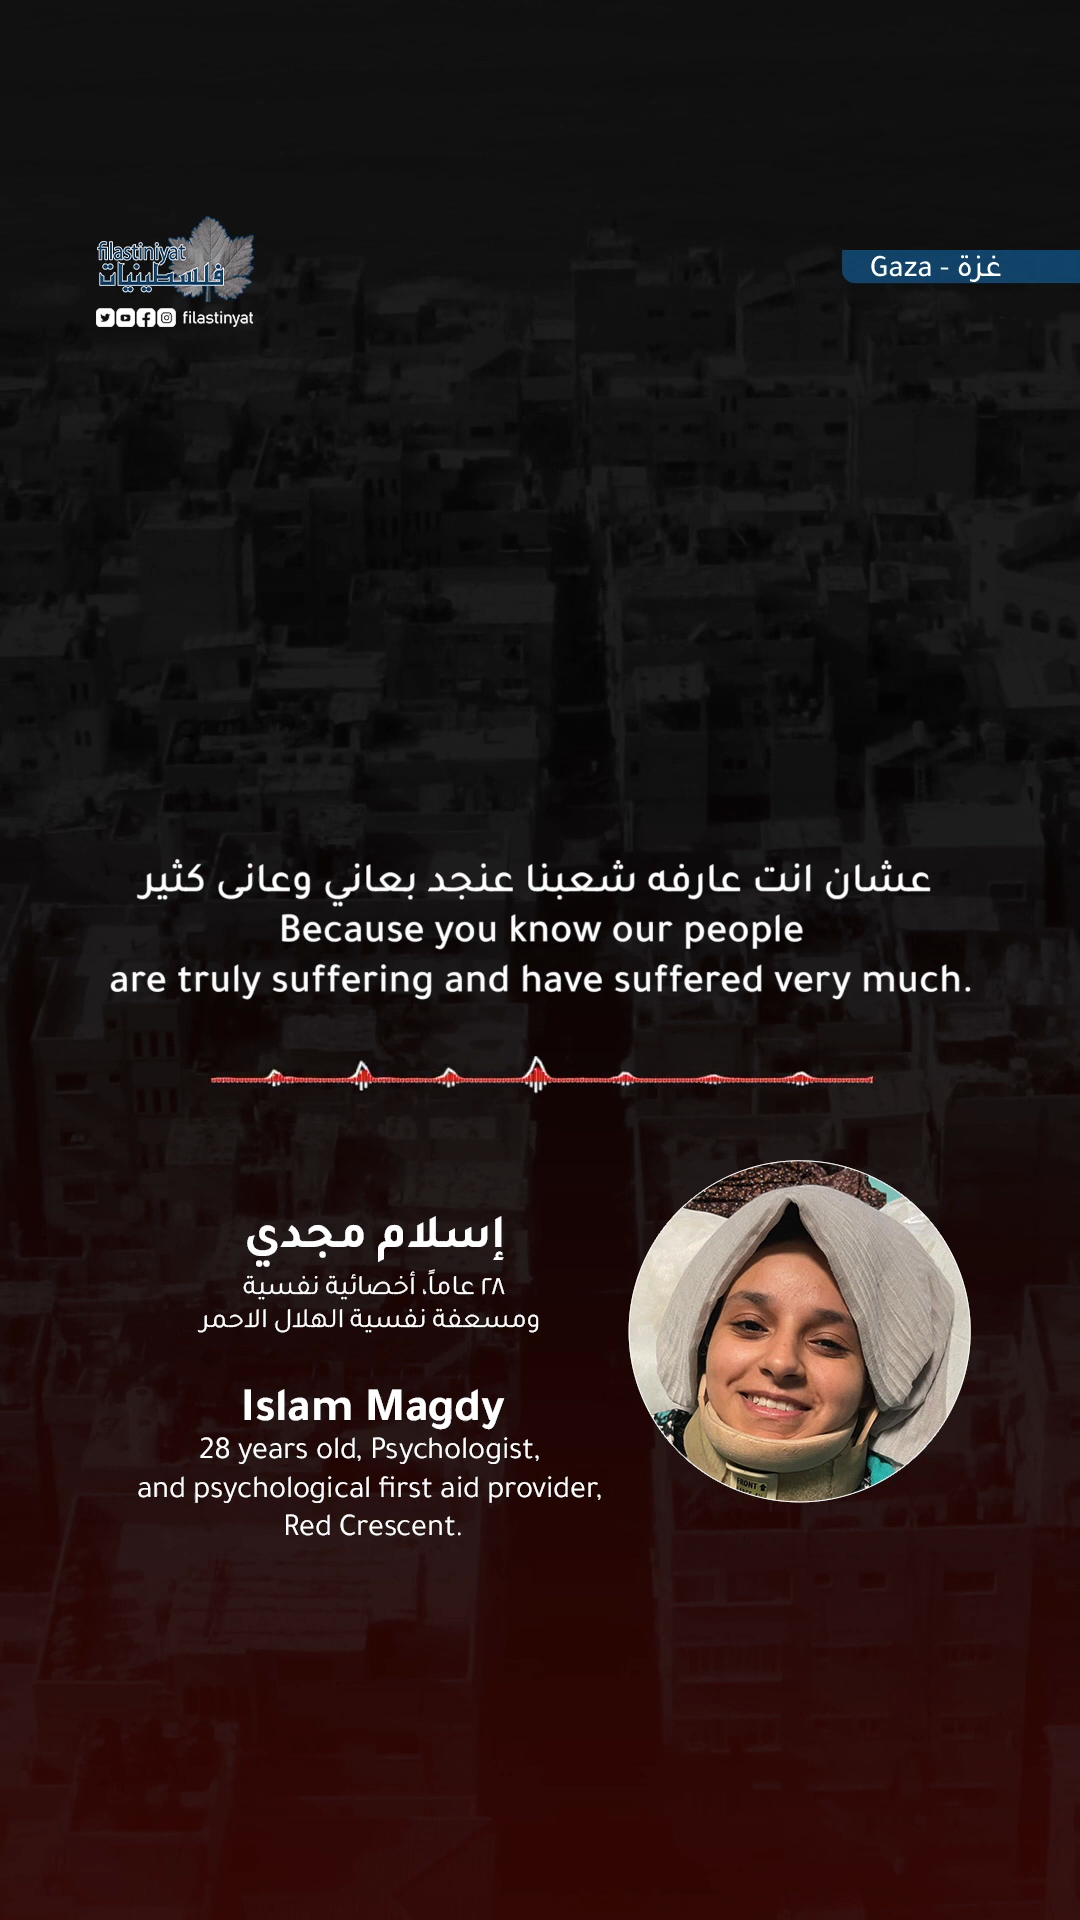 filastiniyat
فلسطينيات
filastinyat
Gaza - غزة
عشان انت عارفه شعبنا عنجد بعاني وعانى كثير
Because you know our people
are truly suffering and have suffered very much.
إسلام مجدي
٢٨ عاماً، أخصائية نفسية
ومسعفة نفسية الهلال الاحمر
Islam Magdy
28 years old, Psychologist,
and psychological first aid provider,
Red Crescent.
FRONT